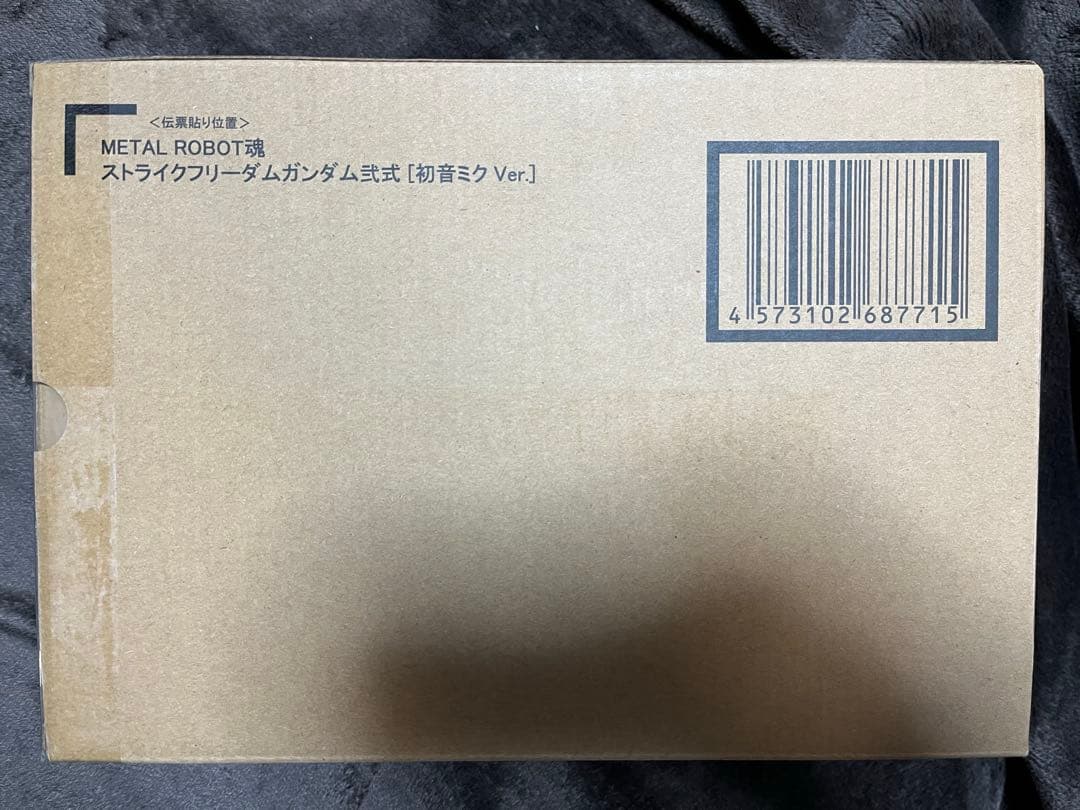 ＜伝票貼り位置＞
METAL ROBOT魂
ストライクフリーダムガンダム弐式 [初音ミク Ver.]
4 573102 687715